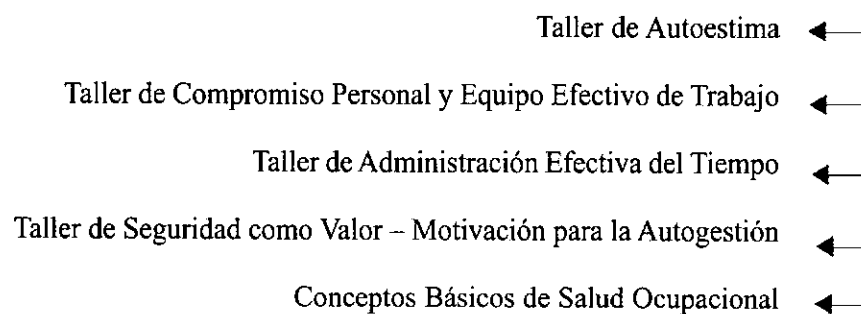 Taller de Autoestima
Taller de Compromiso Personal y Equipo Efectivo de Trabajo
Taller de Administración Efectiva del Tiempo
Taller de Seguridad como Valor – Motivación para la Autogestión
Conceptos Básicos de Salud Ocupacional